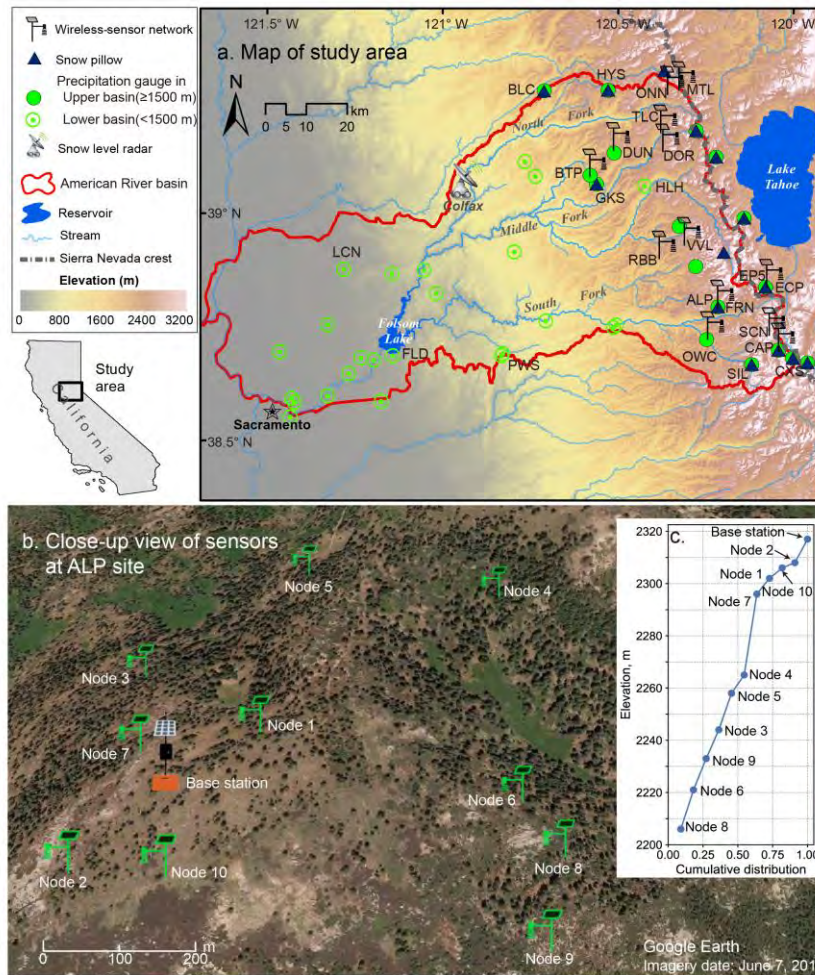 Wireless-sensor network
Snow pillow
Precipitation gauge in
Upper basin(≥1500 m)
Lower basin(<1500 m)
Snow level radar
American River basin
Reservoir
Stream
Sierra Nevada crest
Elevation (m)
0 800 1600 2400 3200
Study
area
California
121.5°W 121°W 120.5°W 120°W
a. Map of study area
N
km
0 5 10 20
39° N
38.5° N
BLC
HYS
ONN
MTL
TLC
DOR
DUN
BTP
GKS
HLH
North Fork
Colfax
Lake
Tahoe
Middle Fork
LCN
RBB
VVL
EP5
ECP
ALP
FRN
South Fork
Folsom
Lake
SCN
CAP
OWC
FLD
PWS
SIL
CXS
Sacramento
b. Close-up view of sensors
at ALP site
Node 5
Node 4
Node 3
Node 1
Node 7
Base station
Node 6
Node 8
Node 2
Node 10
Node 9
0 100 200
m
Google Earth
Imagery date: June 7, 201
c.
Elevation, m
2320
2300
2280
2260
2240
2220
2200
Base station
Node 2
Node 1
Node 10
Node 7
Node 4
Node 5
Node 3
Node 9
Node 6
Node 8
0.00 0.25 0.50 0.75 1.00
Cumulative distribution